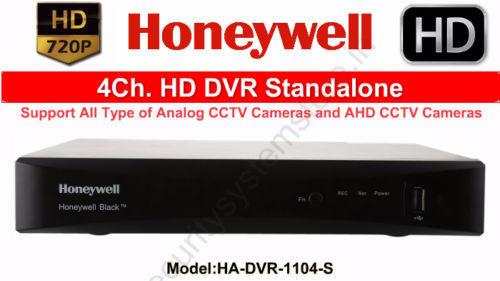 HD
720P
Honeywell
HD
4Ch. HD DVR Standalone
Support All Type of Analog CCTV Cameras and AHD CCTV Cameras
Honeywell
Honeywell Black™
Fn
REC Net Power
Model:HA-DVR-1104-S